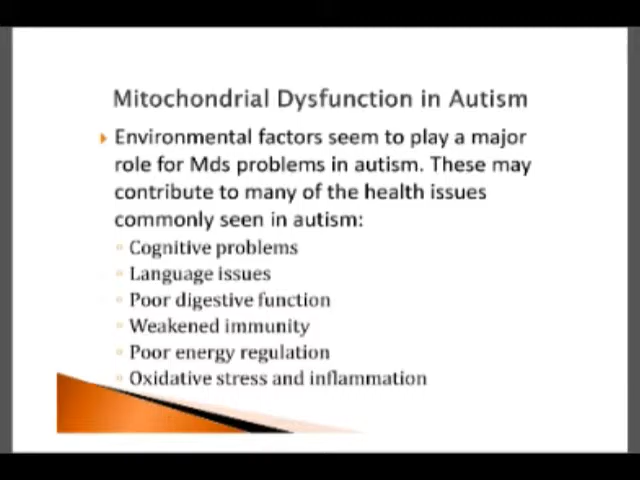 Mitochondrial Dysfunction in Autism
Environmental factors seem to play a major
role for Mds problems in autism. These may
contribute to many of the health issues
commonly seen in autism:
Cognitive problems
Language issues
Poor digestive function
Weakened immunity
Poor energy regulation
Oxidative stress and inflammation